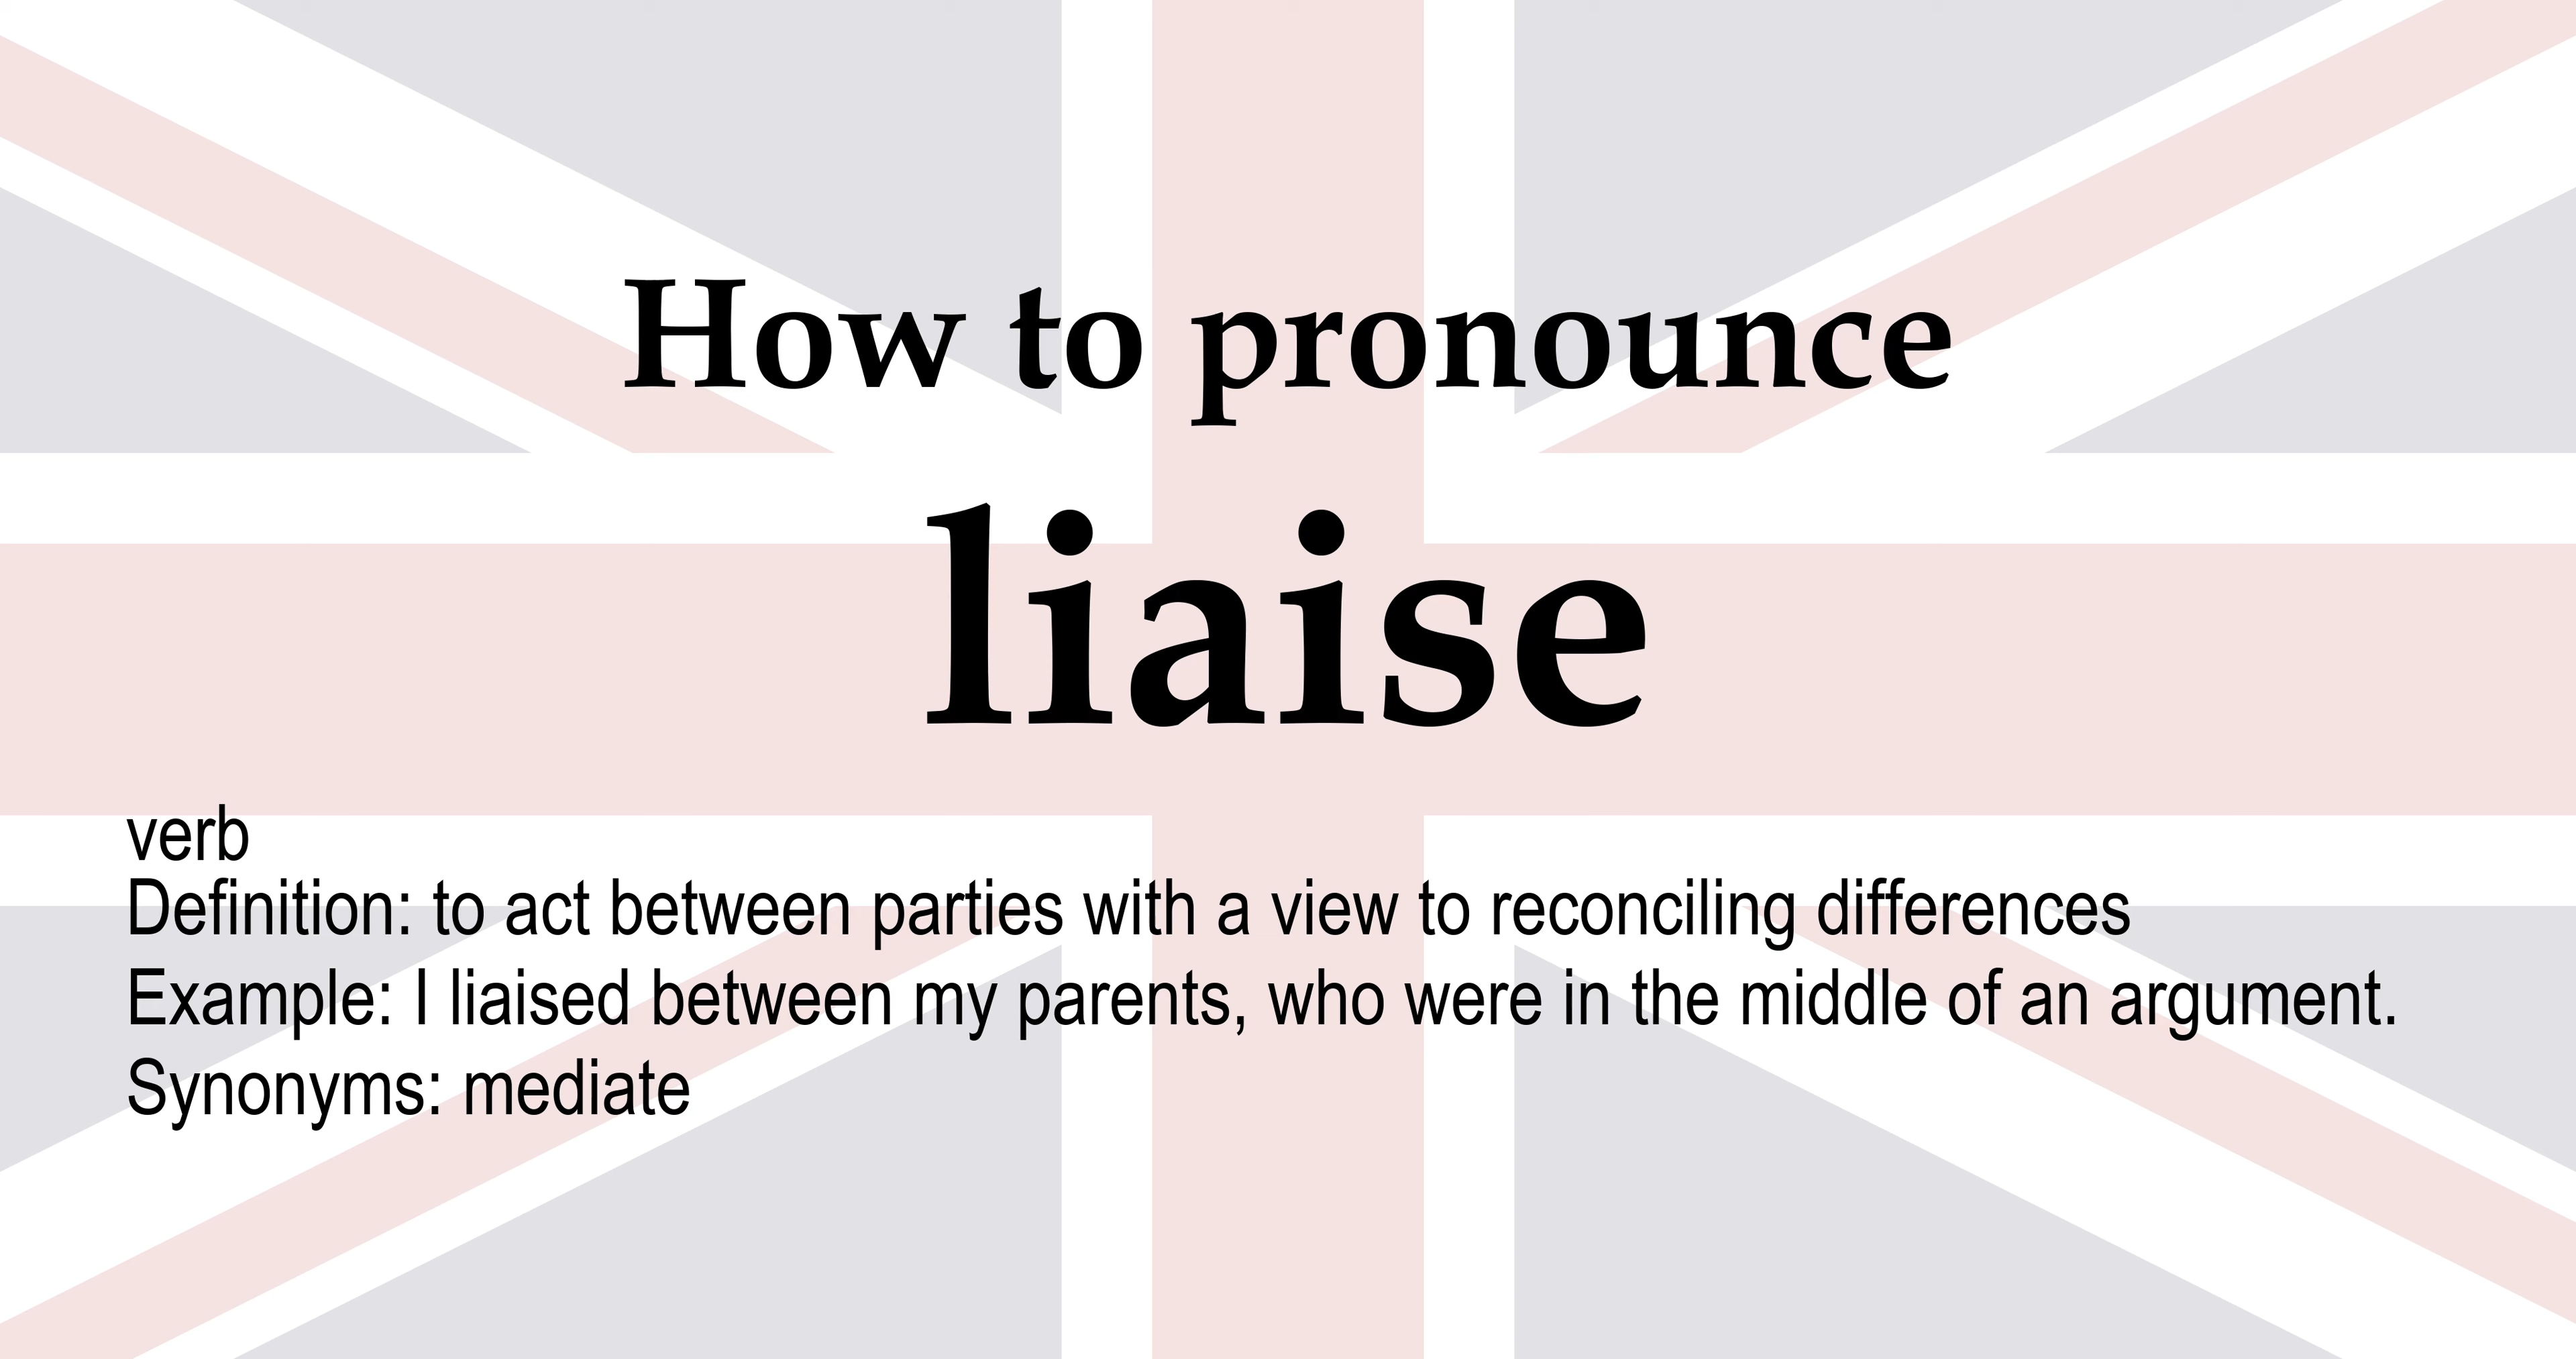 How to pronounce
liaise
verb
Definition: to act between parties with a view to reconciling differences
Example: I liaised between my parents, who were in the middle of an argument.
Synonyms: mediate